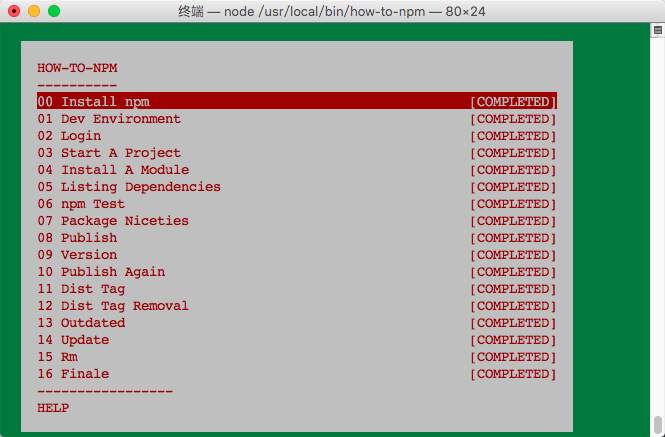 终端 — node /usr/local/bin/how-to-npm — 80×24
HOW-TO-NPM
----------
00 Install npm [COMPLETED]
01 Dev Environment [COMPLETED]
02 Login [COMPLETED]
03 Start A Project [COMPLETED]
04 Install A Module [COMPLETED]
05 Listing Dependencies [COMPLETED]
06 npm Test [COMPLETED]
07 Package Niceties [COMPLETED]
08 Publish [COMPLETED]
09 Version [COMPLETED]
10 Publish Again [COMPLETED]
11 Dist Tag [COMPLETED]
12 Dist Tag Removal [COMPLETED]
13 Outdated [COMPLETED]
14 Update [COMPLETED]
15 Rm [COMPLETED]
16 Finale [COMPLETED]
-----------------
HELP